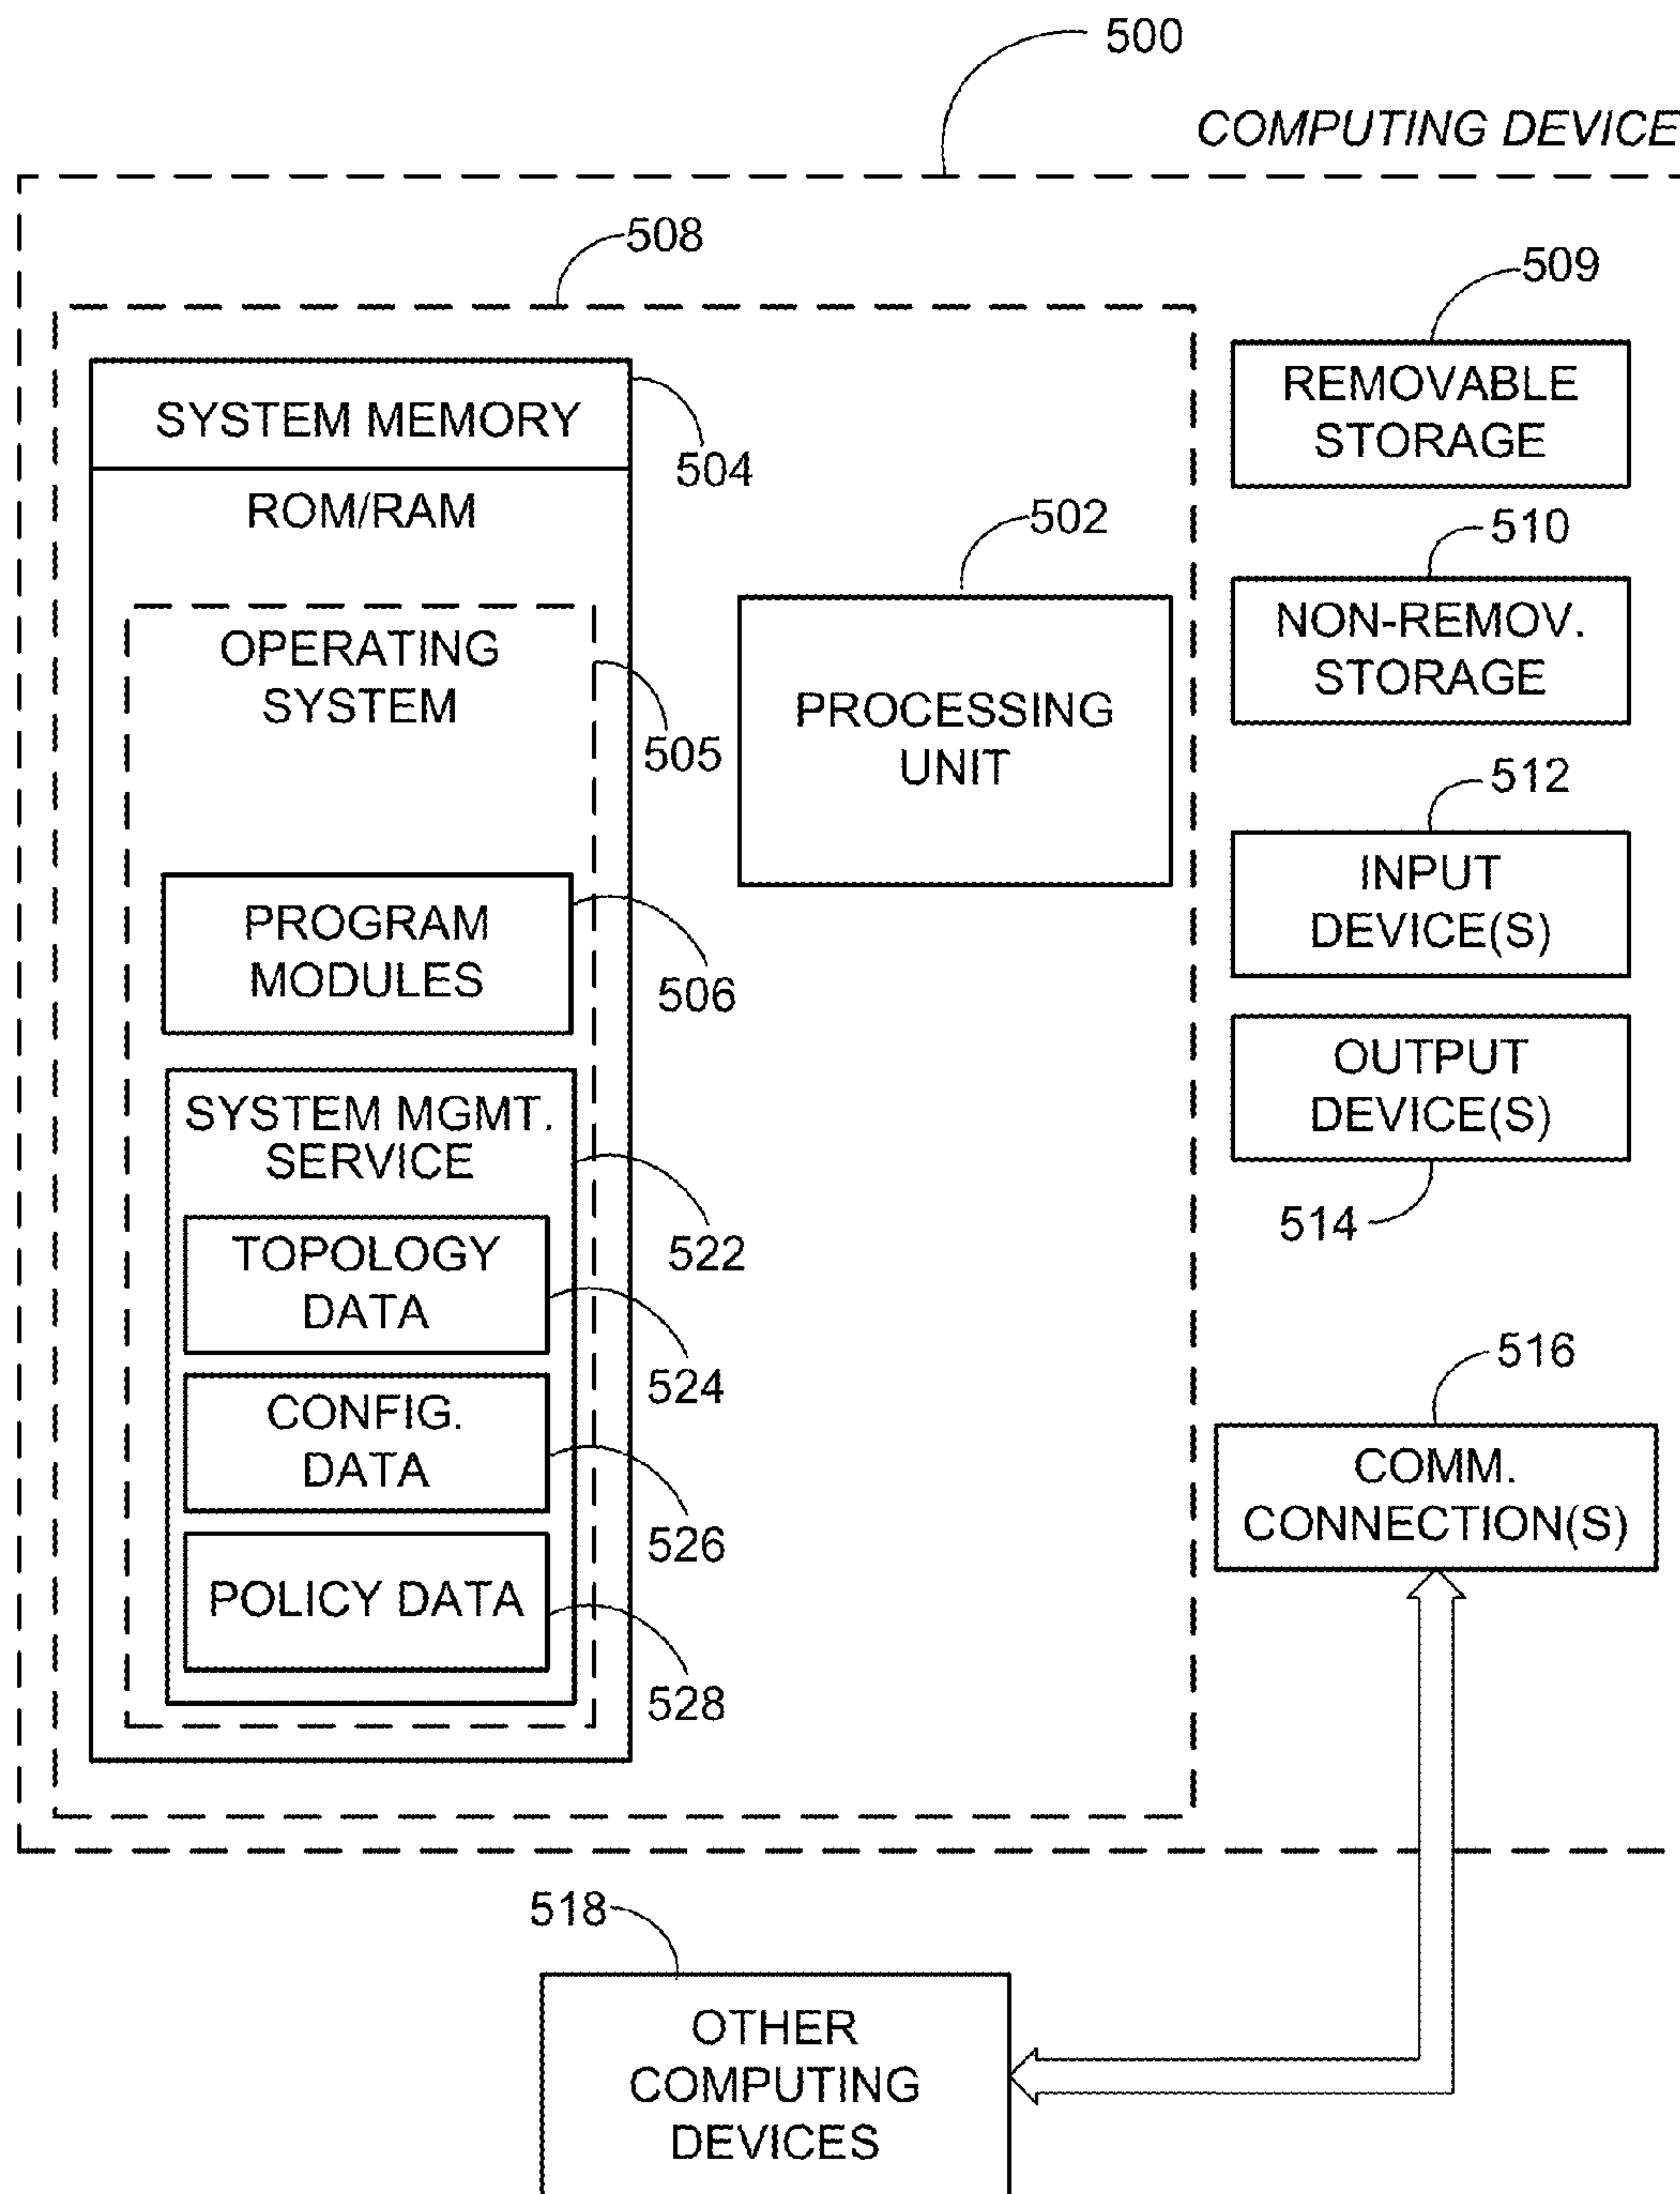 500
COMPUTING DEVICE
508
509
REMOVABLE
STORAGE
SYSTEM MEMORY
504
ROM/RAM
502
510
NON-REMOV.
STORAGE
OPERATING
SYSTEM
505
PROCESSING
UNIT
512
INPUT
DEVICE(S)
PROGRAM
MODULES
506
OUTPUT
DEVICE(S)
514
SYSTEM MGMT.
SERVICE
522
TOPOLOGY
DATA
524
516
COMM.
CONNECTION(S)
CONFIG.
DATA
526
POLICY DATA
528
518
OTHER
COMPUTING
DEVICES